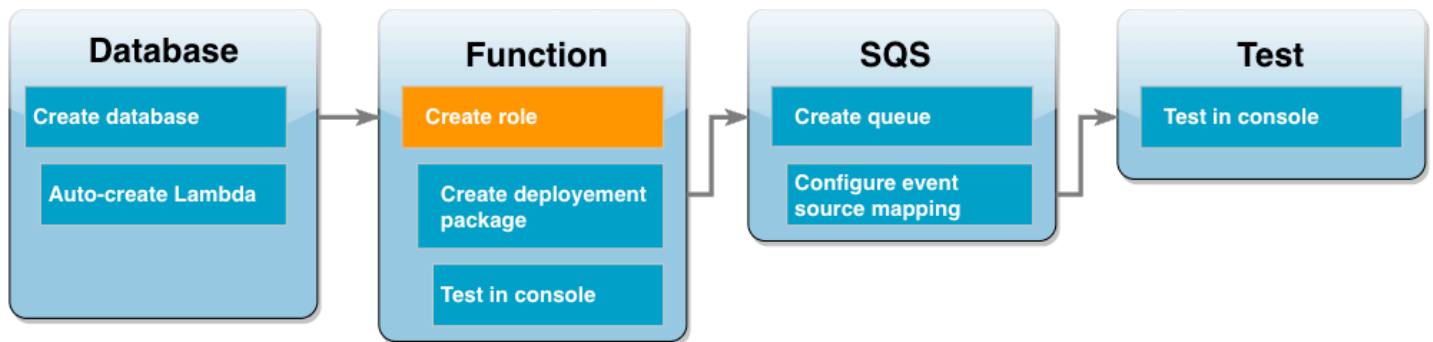 Database
Create database
Auto-create Lambda
Function
Create role
Create deployement
package
Test in console
SQS
Create queue
Configure event
source mapping
Test
Test in console